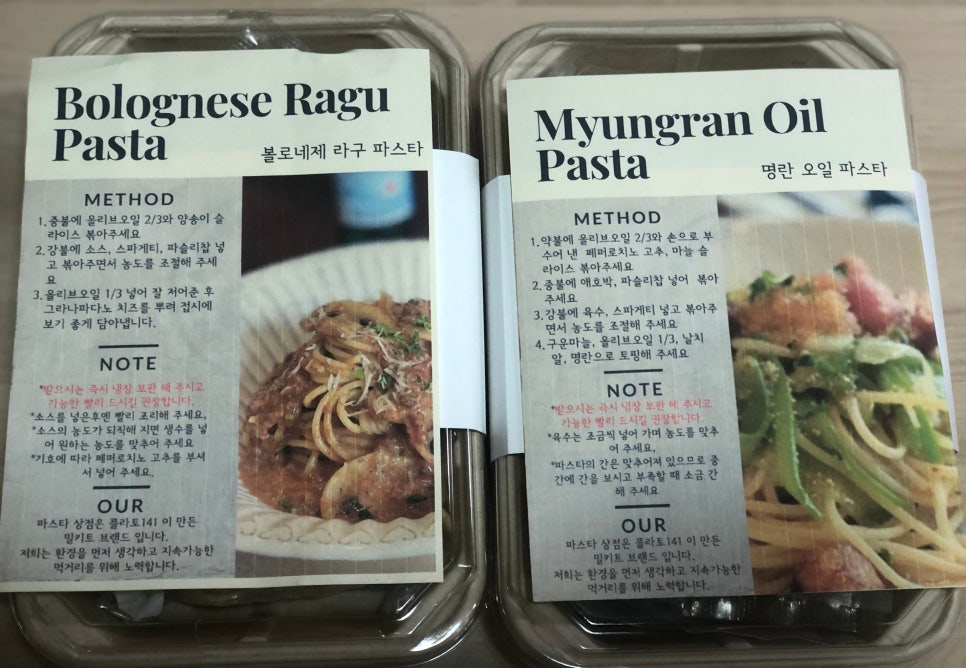 Bolognese Ragu
Pasta
볼로네제 라구 파스타
METHOD
1. 중불에 올리브오일 2/3와 양송이 슬
라이스 볶아주세요
2. 강불에 소스, 스파게티, 파슬리찹 넣
고 볶아주면서 농도를 조절해 주세
요
3. 올리브오일 1/3 넣어 잘 저어준 후
그라나파다노 치즈를 뿌려 접시에
보기 좋게 담아냅니다.
NOTE
*받으시는 즉시 냉장 보관 해 주시고
가능한 빨리 드시길 권장합니다.
*소스를 넣은후엔 빨리 조리해 주세요.
*소스의 농도가 되직해 지면 생수를 넣
어 원하는 농도를 맞추어 주세요
*기호에 따라 페퍼로치노 고추를 부셔
서 넣어 주세요.
OUR
파스타 상점은 플라토141 이 만든
밀키트 브랜드 입니다.
저희는 환경을 먼저 생각하고 지속가능한
먹거리를 위해 노력합니다.
Myungran Oil
Pasta
명란 오일 파스타
METHOD
1. 약불에 올리브오일 2/3와 손으로 부
수어 낸 페퍼로치노 고추, 마늘 슬
라이스 볶아주세요
2. 중불에 애호박, 파슬리찹 넣어 볶아
주세요
3. 강불에 육수, 스파게티 넣고 볶아주
면서 농도를 조절해 주세요
4. 구운마늘, 올리브오일 1/3, 날치
알, 명란으로 토핑해 주세요
NOTE
*받으시는 즉시 냉장 보관 해 주시고
가능한 빨리 드시길 권장합니다.
*육수는 조금씩 넣어 가며 농도를 맞추
어 주세요,
*파스타의 간은 맞추어져 있으므로 중
간에 간을 보시고 부족할 때 소금 간
해 주세요
OUR
파스타 상점은 플라토141 이 만든
밀키트 브랜드 입니다.
저희는 환경을 먼저 생각하고 지속가능한
먹거리를 위해 노력합니다.